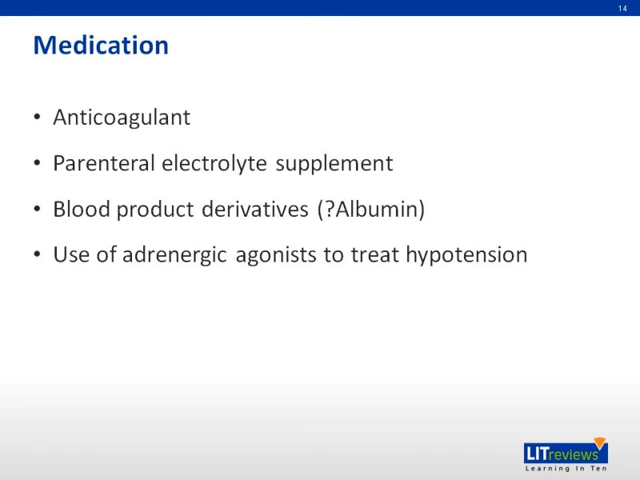 14
Medication
• Anticoagulant
• Parenteral electrolyte supplement
• Blood product derivatives (?Albumin)
• Use of adrenergic agonists to treat hypotension
LITreviews
Learning In Ten